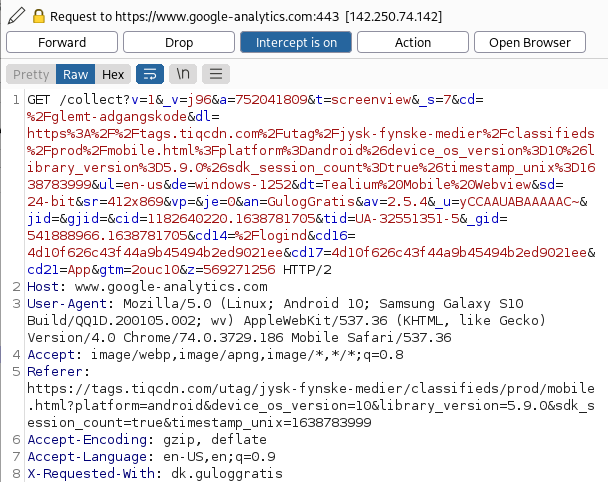 Request to https://www.google-analytics.com:443 [142.250.74.142]
Forward Drop Intercept is on Action Open Browser
Pretty Raw Hex \n
1 GET /collect?v=1&_v=j96&a=752041809&t=screenview&_s=7&cd=
%2Fglemt-adgangskode&dl=
https%3A%2F%2Ftags.tiqcdn.com%2Futag%2Fjysk-fynske-medier%2Fclassifieds
%2Fprod%2Fmobile.html%3Fplatform%3Dandroid%26device_os_version%3D10%26l
ibrary_version%3D5.9.0%26sdk_session_count%3Dtrue%26timestamp_unix%3D16
38783999&ul=en-us&de=windows-1252&dt=Tealium%20Mobile%20Webview&sd=
24-bit&sr=412x869&vp=&je=0&an=GulogGratis&av=2.5.4&_u=yCCAAUABAAAAAC~&
jid=&gjid=&cid=1182640220.1638781705&tid=UA-32551351-5&_gid=
541888966.1638781705&cd14=%2Flogind&cd16=
4d10f626c43f44a9b45494b2ed9021ee&cd17=4d10f626c43f44a9b45494b2ed9021ee&
cd21=App&gtm=2ouc10&z=569271256 HTTP/2
2 Host: www.google-analytics.com
3 User-Agent: Mozilla/5.0 (Linux; Android 10; Samsung Galaxy S10
Build/QQ1D.200105.002; wv) AppleWebKit/537.36 (KHTML, like Gecko)
Version/4.0 Chrome/74.0.3729.186 Mobile Safari/537.36
4 Accept: image/webp,image/apng,image/*,*/*;q=0.8
5 Referer:
https://tags.tiqcdn.com/utag/jysk-fynske-medier/classifieds/prod/mobile
.html?platform=android&device_os_version=10&library_version=5.9.0&sdk_s
ession_count=true&timestamp_unix=1638783999
6 Accept-Encoding: gzip, deflate
7 Accept-Language: en-US,en;q=0.9
8 X-Requested-With: dk.guloggratis